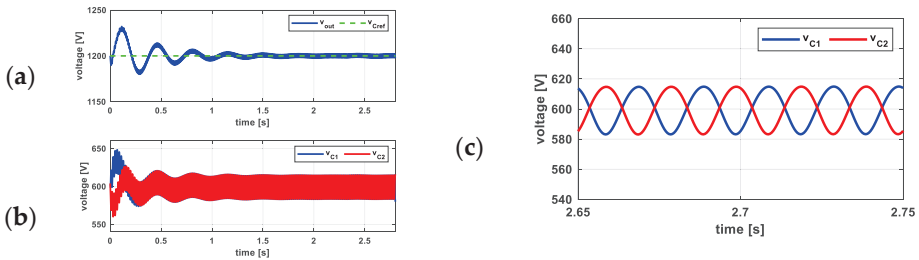 (a)
voltage [V]
1250
1200
1150
v_out v_Cref
0 0.5 1 1.5 2 2.5
time [s]
(b)
voltage [V]
650
600
550
v_C1 v_C2
0 0.5 1 1.5 2 2.5
time [s]
(c)
voltage [V]
660
640
620
600
580
560
540
v_C1 v_C2
2.65 2.7 2.75
time [s]